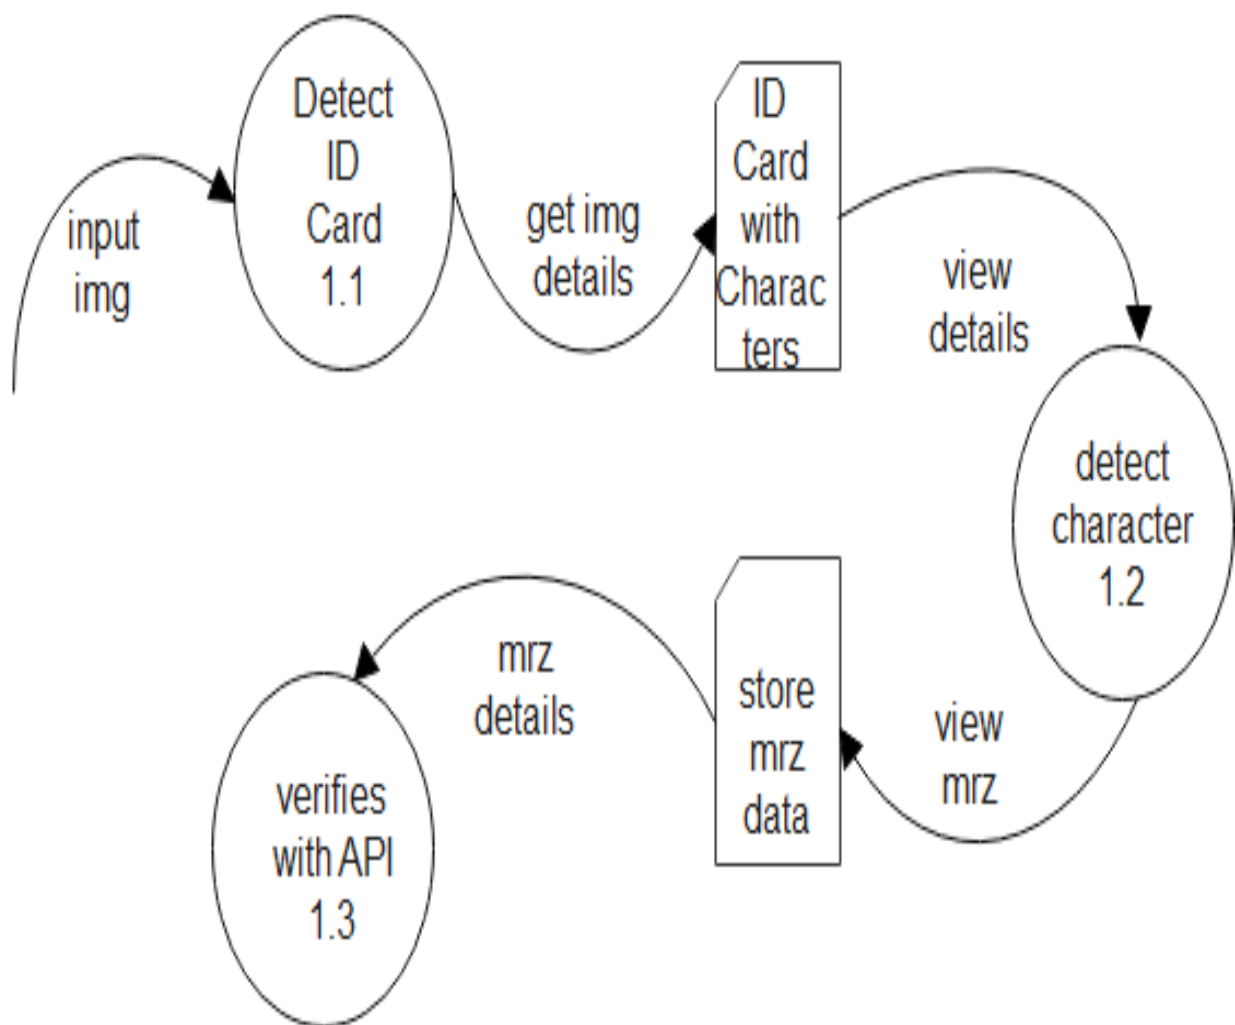 Detect
ID
Card
1.1
input
img
get img
details
ID
Card
with
Charac
ters
view
details
detect
character
1.2
view
mrz
store
mrz
data
mrz
details
verifies
with API
1.3